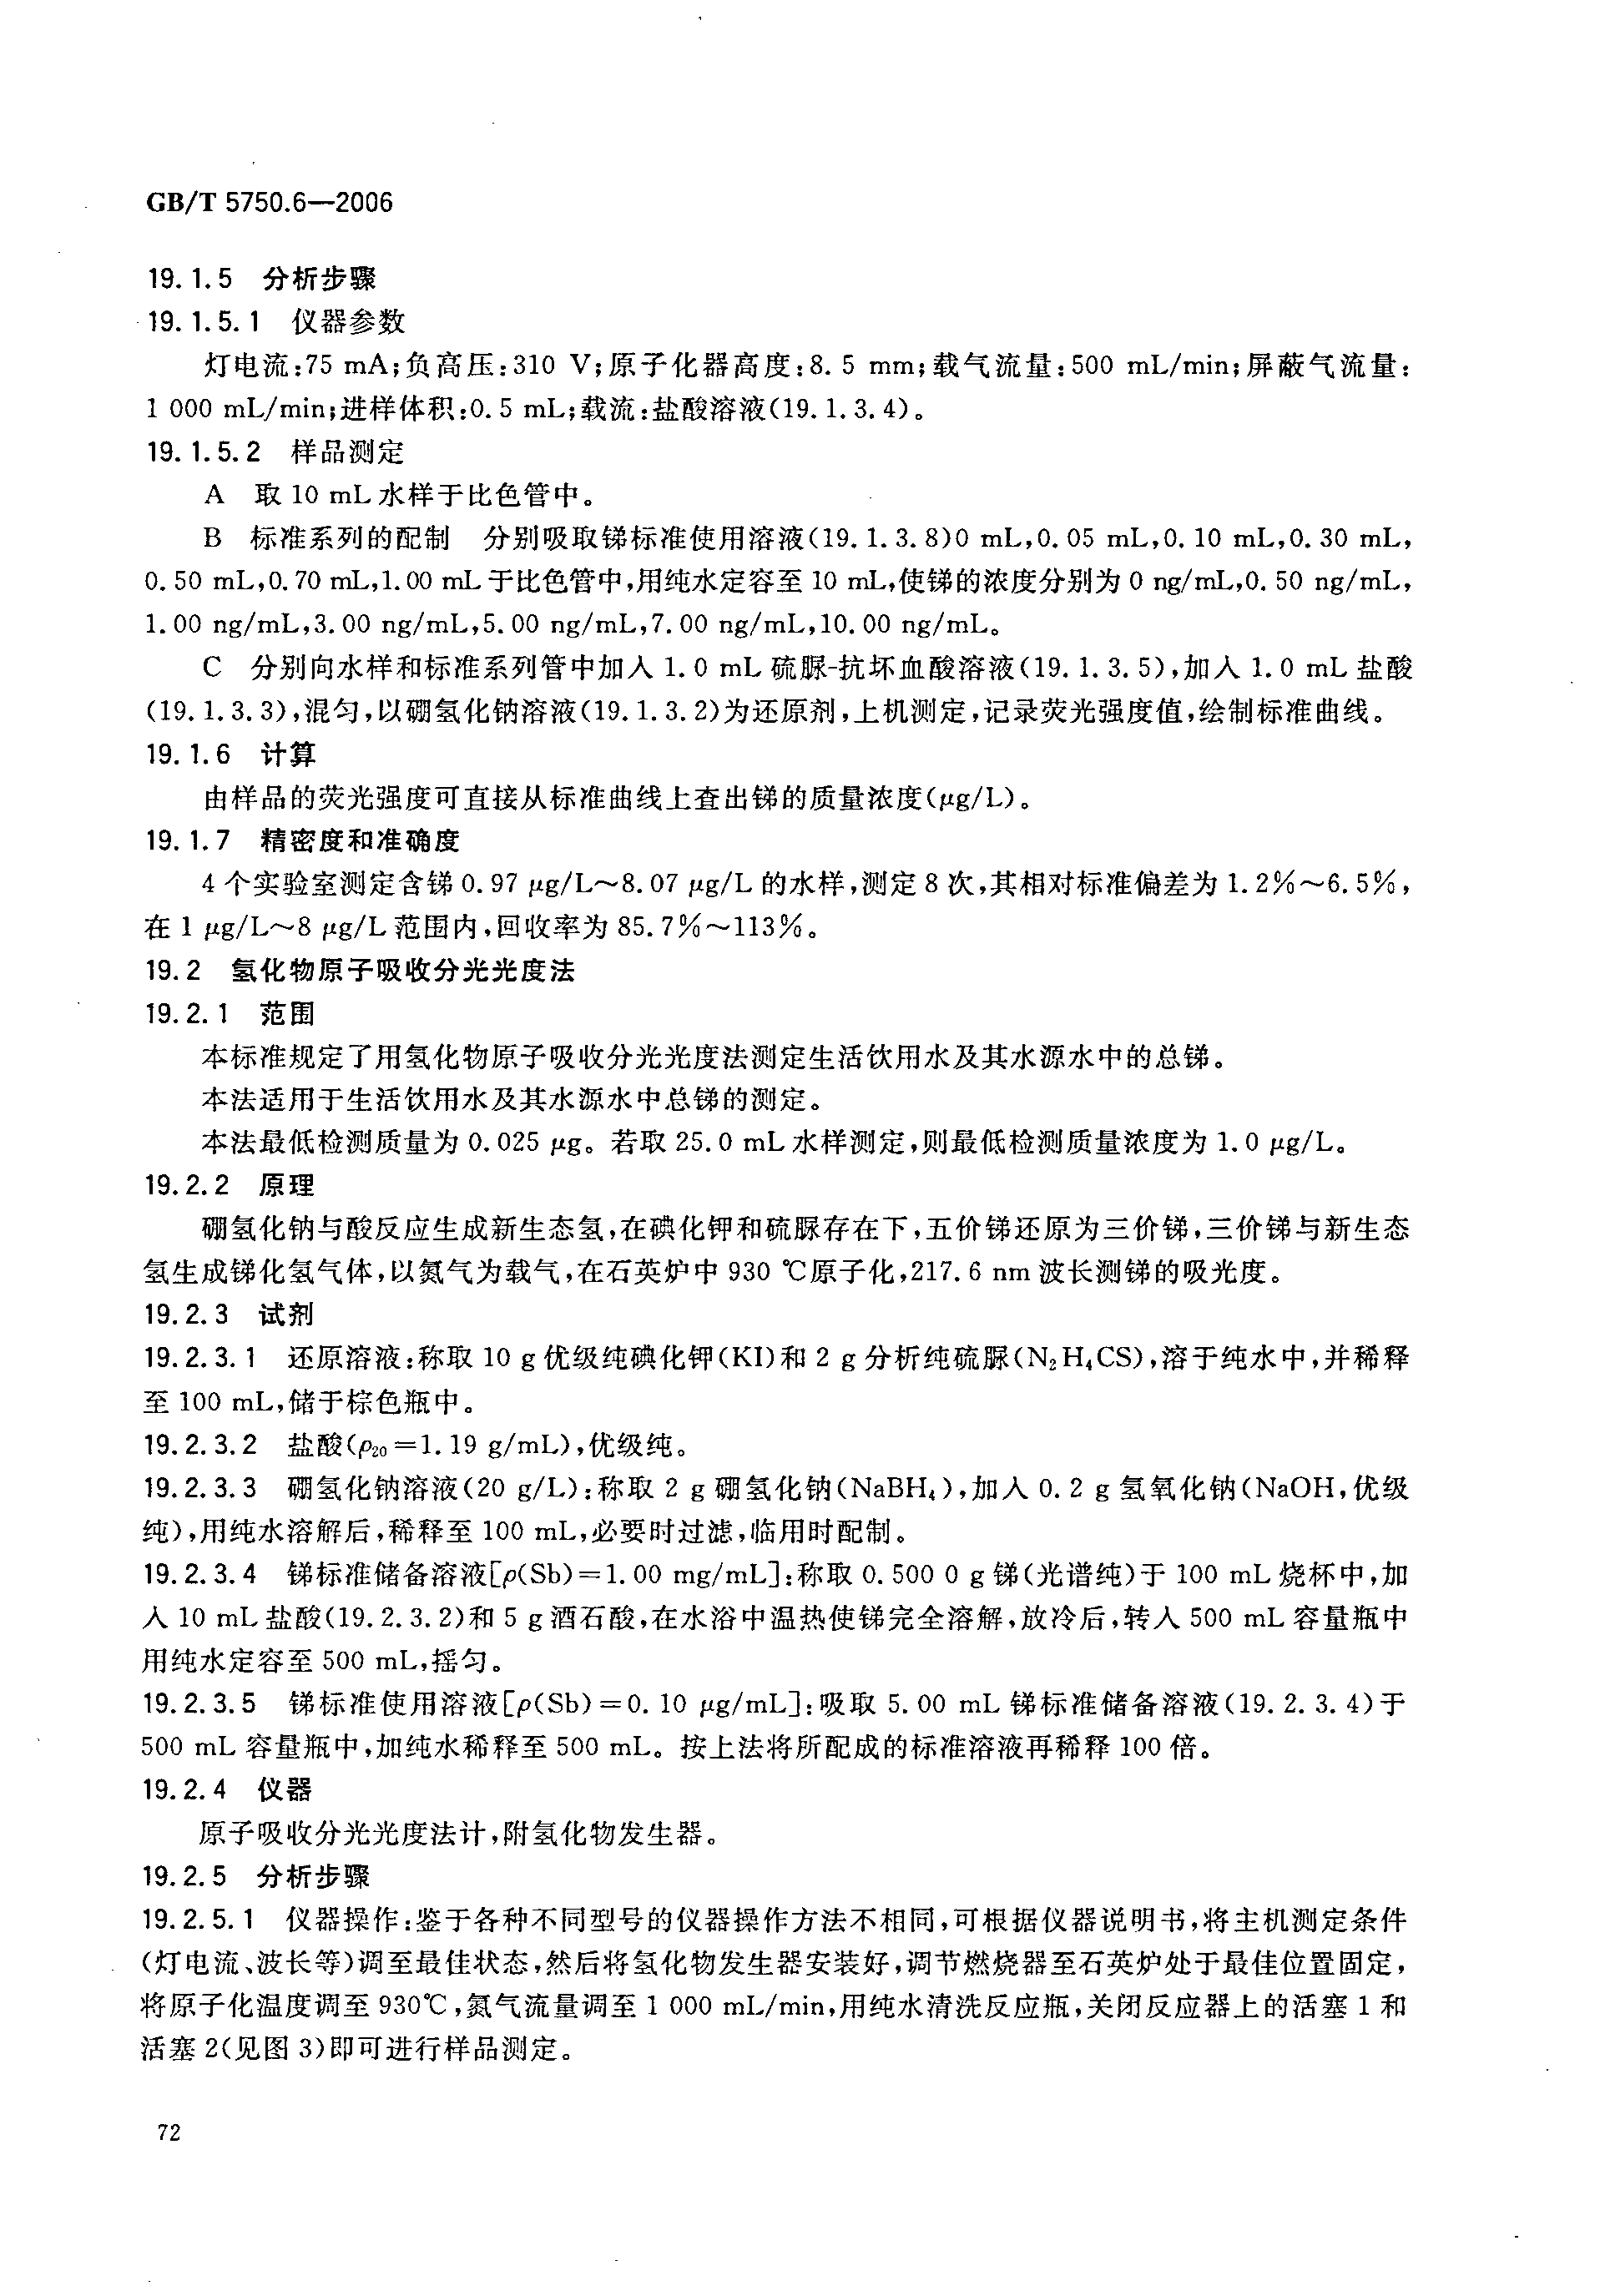 GB/T 5750.6—2006
19.1.5 分析步骤
19.1.5.1 仪器参数
灯电流:75 mA;负高压:310 V;原子化器高度:8.5 mm;载气流量:500 mL/min;屏蔽气流量:
1 000 mL/min;进样体积:0.5 mL;载流:盐酸溶液(19.1.3.4)。
19.1.5.2 样品测定
A 取 10 mL 水样于比色管中。
B 标准系列的配制 分别吸取锑标准使用溶液(19.1.3.8)0 mL,0.05 mL,0.10 mL,0.30 mL,
0.50 mL,0.70 mL,1.00 mL 于比色管中,用纯水定容至 10 mL,使锑的浓度分别为 0 ng/mL,0.50 ng/mL,
1.00 ng/mL,3.00 ng/mL,5.00 ng/mL,7.00 ng/mL,10.00 ng/mL。
C 分别向水样和标准系列管中加入 1.0 mL 硫脲-抗坏血酸溶液(19.1.3.5),加入 1.0 mL 盐酸
(19.1.3.3),混匀,以硼氢化钠溶液(19.1.3.2)为还原剂,上机测定,记录荧光强度值,绘制标准曲线。
19.1.6 计算
由样品的荧光强度可直接从标准曲线上查出锑的质量浓度(μg/L)。
19.1.7 精密度和准确度
4 个实验室测定含锑 0.97 μg/L～8.07 μg/L 的水样,测定 8 次,其相对标准偏差为 1.2%～6.5%,
在 1 μg/L～8 μg/L 范围内,回收率为 85.7%～113%。
19.2 氢化物原子吸收分光光度法
19.2.1 范围
本标准规定了用氢化物原子吸收分光光度法测定生活饮用水及其水源水中的总锑。
本法适用于生活饮用水及其水源水中总锑的测定。
本法最低检测质量为 0.025 μg。若取 25.0 mL 水样测定,则最低检测质量浓度为 1.0 μg/L。
19.2.2 原理
硼氢化钠与酸反应生成新生态氢,在碘化钾和硫脲存在下,五价锑还原为三价锑,三价锑与新生态
氢生成锑化氢气体,以氮气为载气,在石英炉中 930 ℃原子化,217.6 nm 波长测锑的吸光度。
19.2.3 试剂
19.2.3.1 还原溶液:称取 10 g 优级纯碘化钾(KI)和 2 g 分析纯硫脲(N₂H₄CS),溶于纯水中,并稀释
至 100 mL,储于棕色瓶中。
19.2.3.2 盐酸(ρ₂₀=1.19 g/mL),优级纯。
19.2.3.3 硼氢化钠溶液(20 g/L):称取 2 g 硼氢化钠(NaBH₄),加入 0.2 g 氢氧化钠(NaOH,优级
纯),用纯水溶解后,稀释至 100 mL,必要时过滤,临用时配制。
19.2.3.4 锑标准储备溶液[ρ(Sb)=1.00 mg/mL]:称取 0.500 0 g 锑(光谱纯)于 100 mL 烧杯中,加
入 10 mL 盐酸(19.2.3.2)和 5 g 酒石酸,在水浴中温热使锑完全溶解,放冷后,转入 500 mL 容量瓶中
用纯水定容至 500 mL,摇匀。
19.2.3.5 锑标准使用溶液[ρ(Sb)=0.10 μg/mL]:吸取 5.00 mL 锑标准储备溶液(19.2.3.4)于
500 mL 容量瓶中,加纯水稀释至 500 mL。按上法将所配成的标准溶液再稀释 100 倍。
19.2.4 仪器
原子吸收分光光度法计,附氢化物发生器。
19.2.5 分析步骤
19.2.5.1 仪器操作:鉴于各种不同型号的仪器操作方法不相同,可根据仪器说明书,将主机测定条件
(灯电流、波长等)调至最佳状态,然后将氢化物发生器安装好,调节燃烧器至石英炉处于最佳位置固定,
将原子化温度调至 930℃,氮气流量调至 1 000 mL/min,用纯水清洗反应瓶,关闭反应器上的活塞 1 和
活塞 2(见图 3)即可进行样品测定。
72